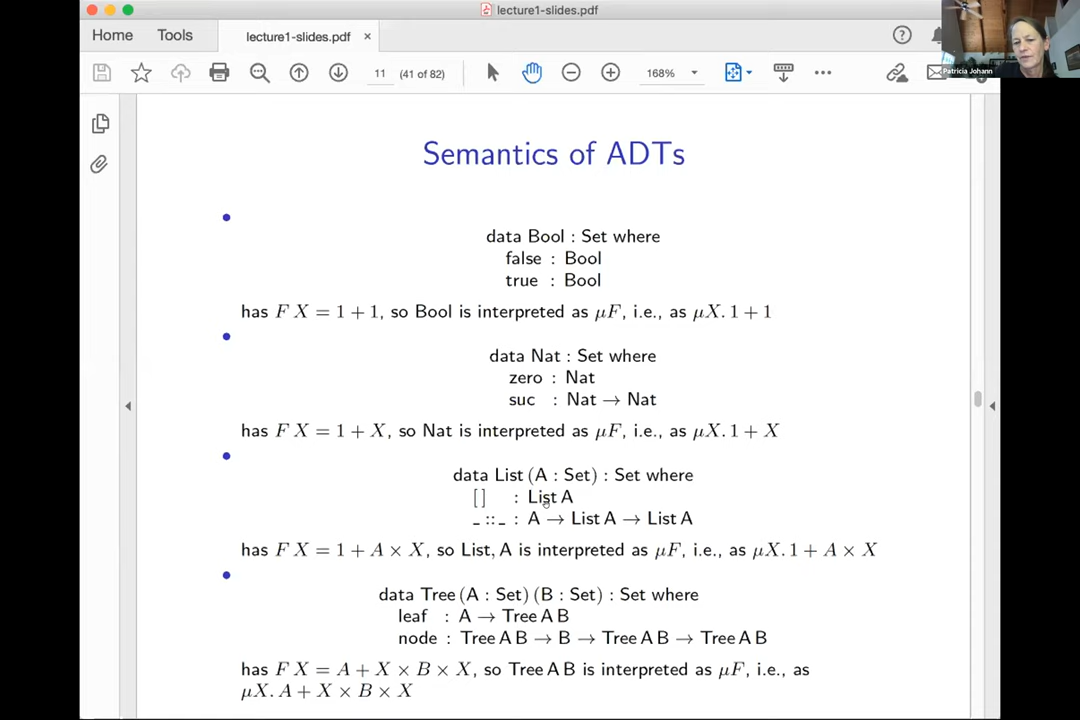 lecture1-slides.pdf
Home Tools lecture1-slides.pdf ×
11 (41 of 82) 168%
Patricia Johann
Semantics of ADTs
• data Bool : Set where
false : Bool
true : Bool
has F X = 1 + 1, so Bool is interpreted as μF, i.e., as μX. 1 + 1
• data Nat : Set where
zero : Nat
suc : Nat → Nat
has F X = 1 + X, so Nat is interpreted as μF, i.e., as μX. 1 + X
• data List (A : Set) : Set where
[ ] : List A
_ :: _ : A → List A → List A
has F X = 1 + A × X, so List, A is interpreted as μF, i.e., as μX. 1 + A × X
• data Tree (A : Set) (B : Set) : Set where
leaf : A → Tree A B
node : Tree A B → B → Tree A B → Tree A B
has F X = A + X × B × X, so Tree A B is interpreted as μF, i.e., as
μX. A + X × B × X